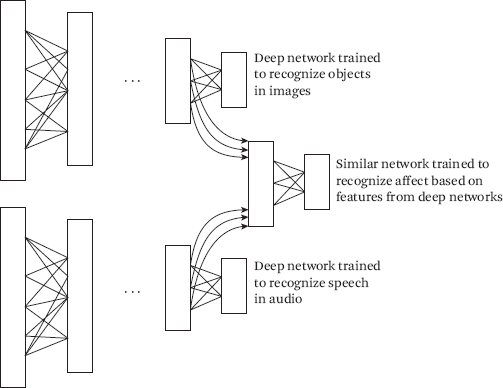 Deep network trained
to recognize objects
in images
. . .
Similar network trained to
recognize affect based on
features from deep networks
Deep network trained
to recognize speech
in audio
. . .